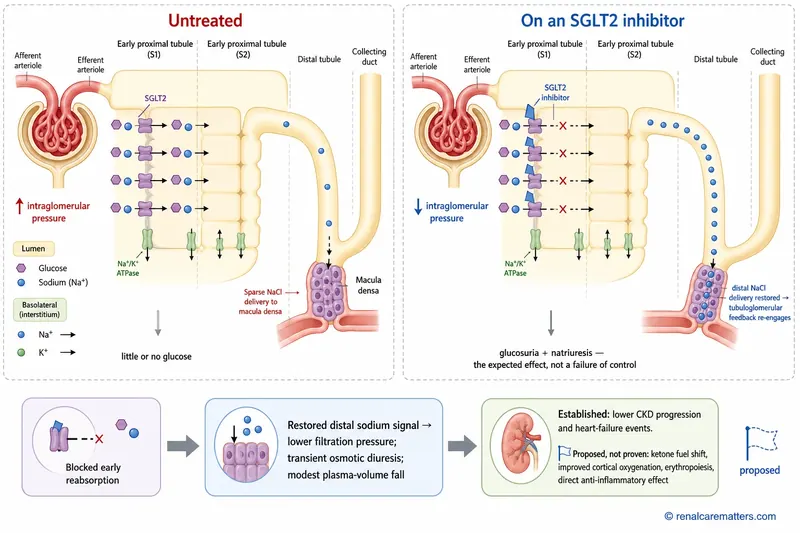 Untreated
Early proximal tubule
(S1)
Early proximal tubule
(S2)
Distal tubule
Collecting
duct
Afferent
arteriole
Efferent
arteriole
SGLT2
↑ intraglomerular
pressure
Lumen
Glucose
Sodium (Na⁺)
Basolateral
(interstitium)
Na⁺ →
K⁺ →
Na⁺/K⁺
ATPase
Sparse NaCl
delivery to
macula densa
Macula
densa
little or no glucose
On an SGLT2 inhibitor
Early proximal tubule
(S1)
Early proximal tubule
(S2)
Distal tubule
Collecting
duct
Afferent
arteriole
Efferent
arteriole
SGLT2
inhibitor
X
X
X
X
↓ intraglomerular
pressure
Na⁺/K⁺
ATPase
distal NaCl
delivery restored →
tubuloglomerular
feedback re-engages
glucosuria + natriuresis —
the expected effect, not a failure of control
X
Blocked early
reabsorption
Restored distal sodium signal →
lower filtration pressure;
transient osmotic diuresis;
modest plasma-volume fall
Established: lower CKD progression
and heart-failure events.
Proposed, not proven: ketone fuel shift,
improved cortical oxygenation, erythropoiesis,
direct anti-inflammatory effect
proposed
© renalcarematters.com